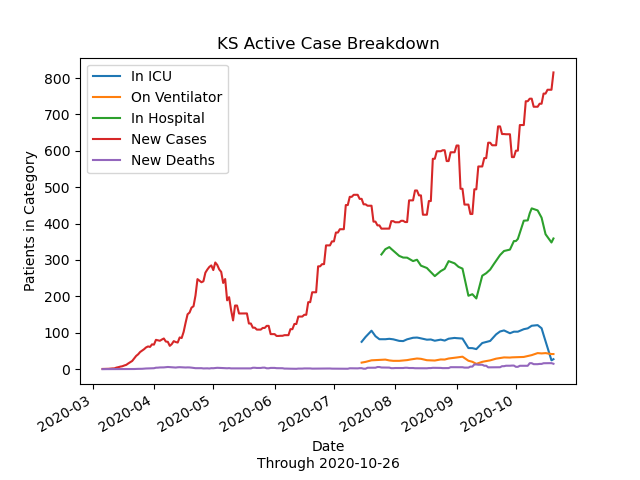 KS Active Case Breakdown
In ICU
On Ventilator
In Hospital
New Cases
New Deaths
Patients in Category
800
700
600
500
400
300
200
100
0
2020-03
2020-04
2020-05
2020-06
2020-07
2020-08
2020-09
2020-10
Date
Through 2020-10-26